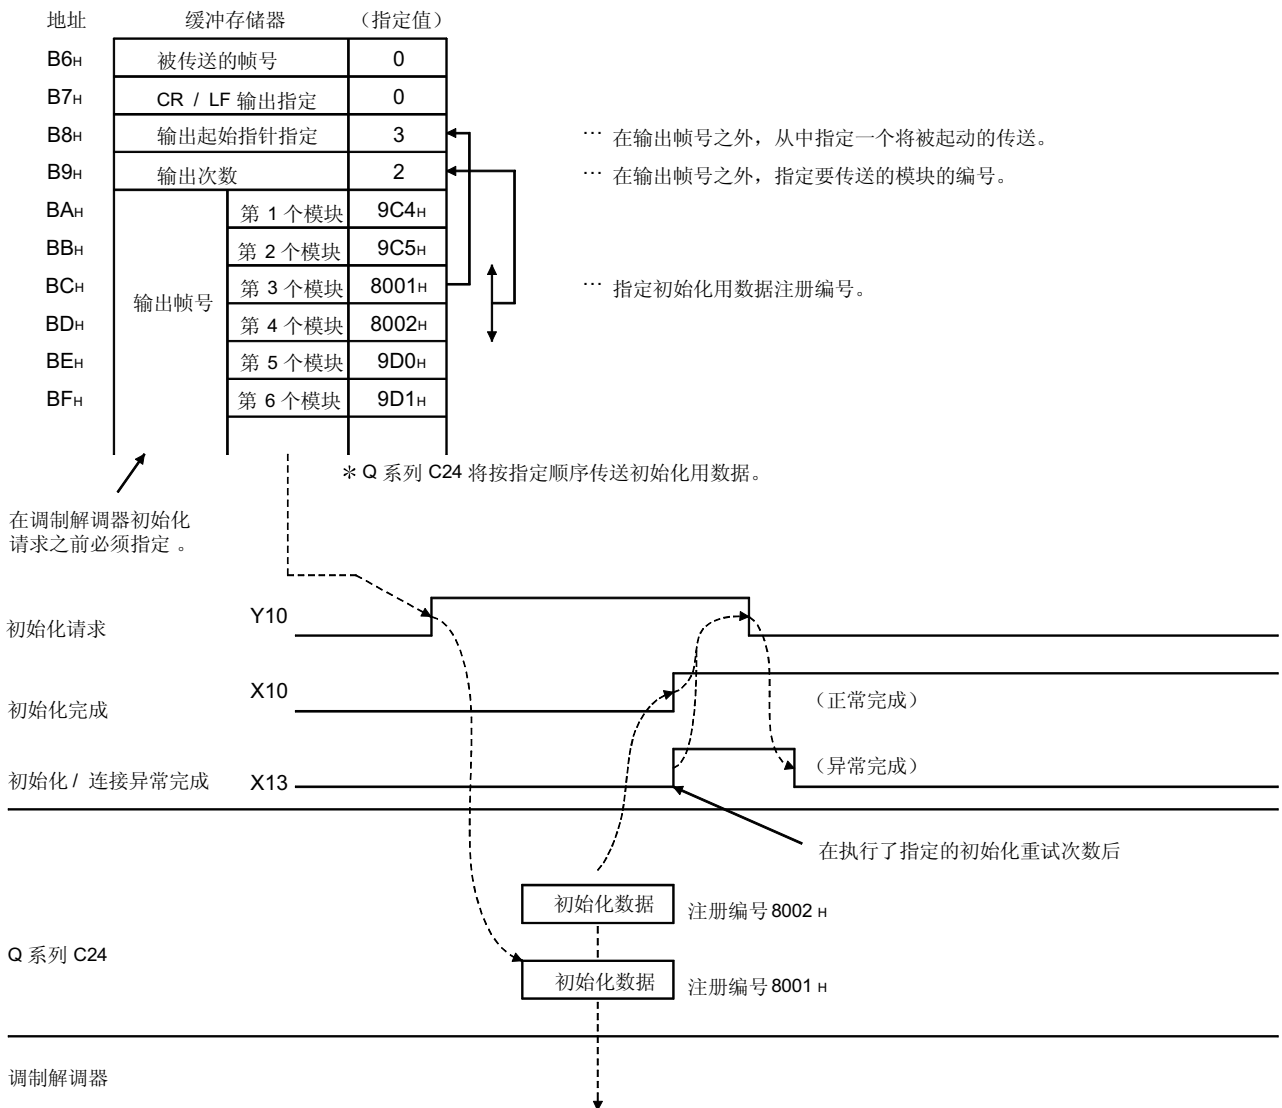 地址 缓冲存储器 （指定值）
B6H 被传送的帧号 0
B7H CR / LF 输出指定 0
B8H 输出起始指针指定 3 … 在输出帧号之外，从中指定一个将被起动的传送。
B9H 输出次数 2 … 在输出帧号之外，指定要传送的模块的编号。
BAH 第 1 个模块 9C4H
BBH 第 2 个模块 9C5H
BCH 第 3 个模块 8001H … 指定初始化用数据注册编号。
输出帧号
BDH 第 4 个模块 8002H
BEH 第 5 个模块 9D0H
BFH 第 6 个模块 9D1H
＊ Q 系列 C24 将按指定顺序传送初始化用数据。
在调制解调器初始化
请求之前必须指定 。
初始化请求 Y10
初始化完成 X10 （正常完成）
初始化 / 连接异常完成 X13 （异常完成）
在执行了指定的初始化重试次数后
初始化数据 注册编号 8002 H
Q 系列 C24
初始化数据 注册编号 8001 H
调制解调器